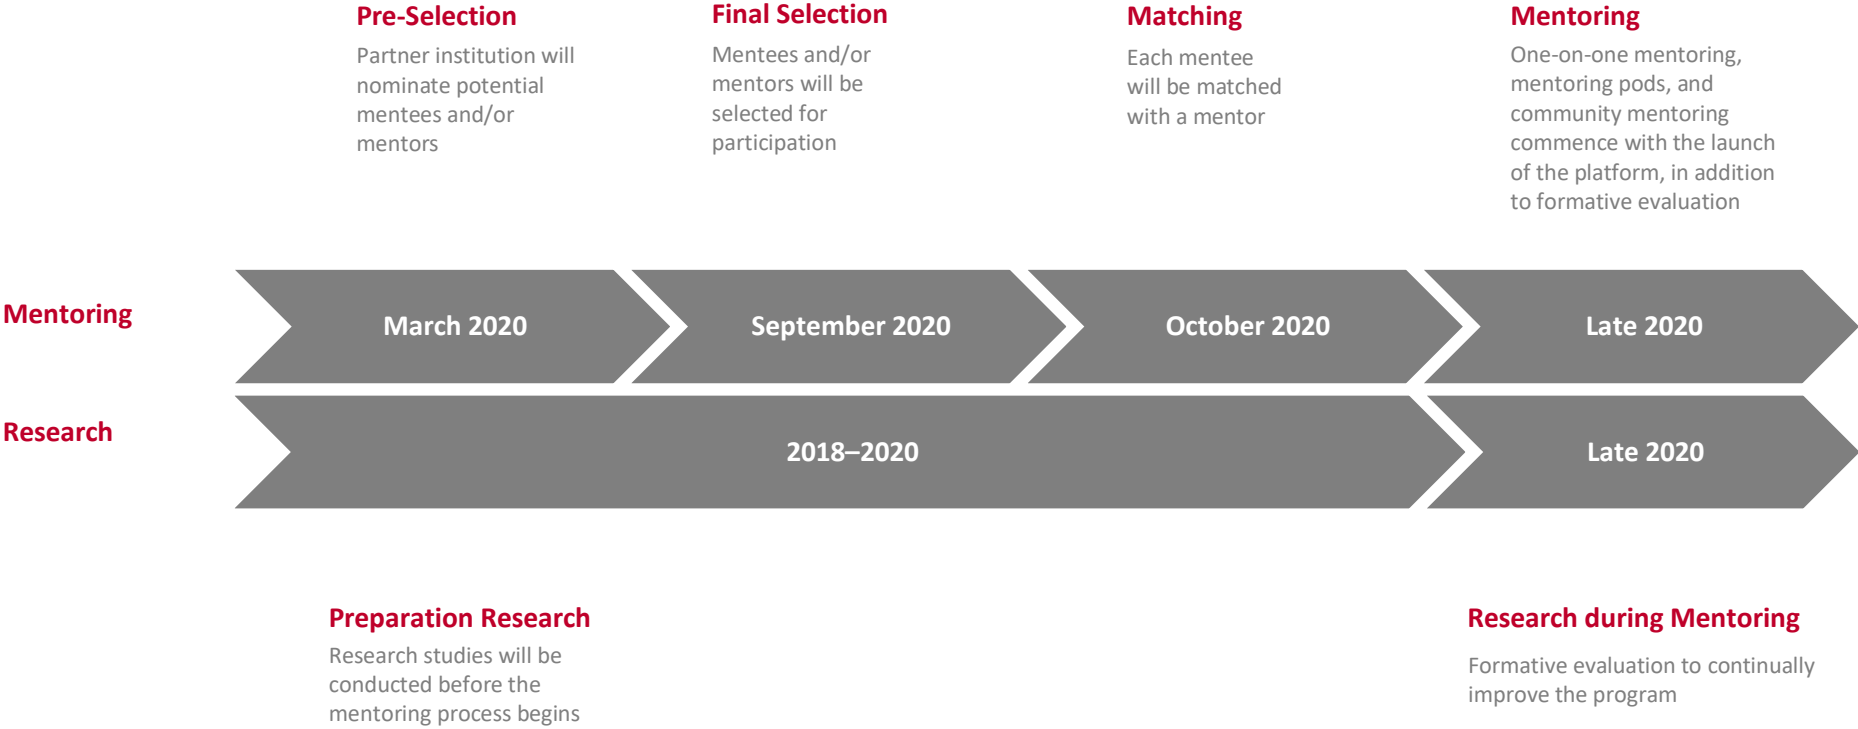 Pre-Selection
Partner institution will
nominate potential
mentees and/or
mentors
Final Selection
Mentees and/or
mentors will be
selected for
participation
Matching
Each mentee
will be matched
with a mentor
Mentoring
One-on-one mentoring,
mentoring pods, and
community mentoring
commence with the launch
of the platform, in addition
to formative evaluation
Mentoring
March 2020
September 2020
October 2020
Late 2020
Research
2018–2020
Late 2020
Preparation Research
Research studies will be
conducted before the
mentoring process begins
Research during Mentoring
Formative evaluation to continually
improve the program